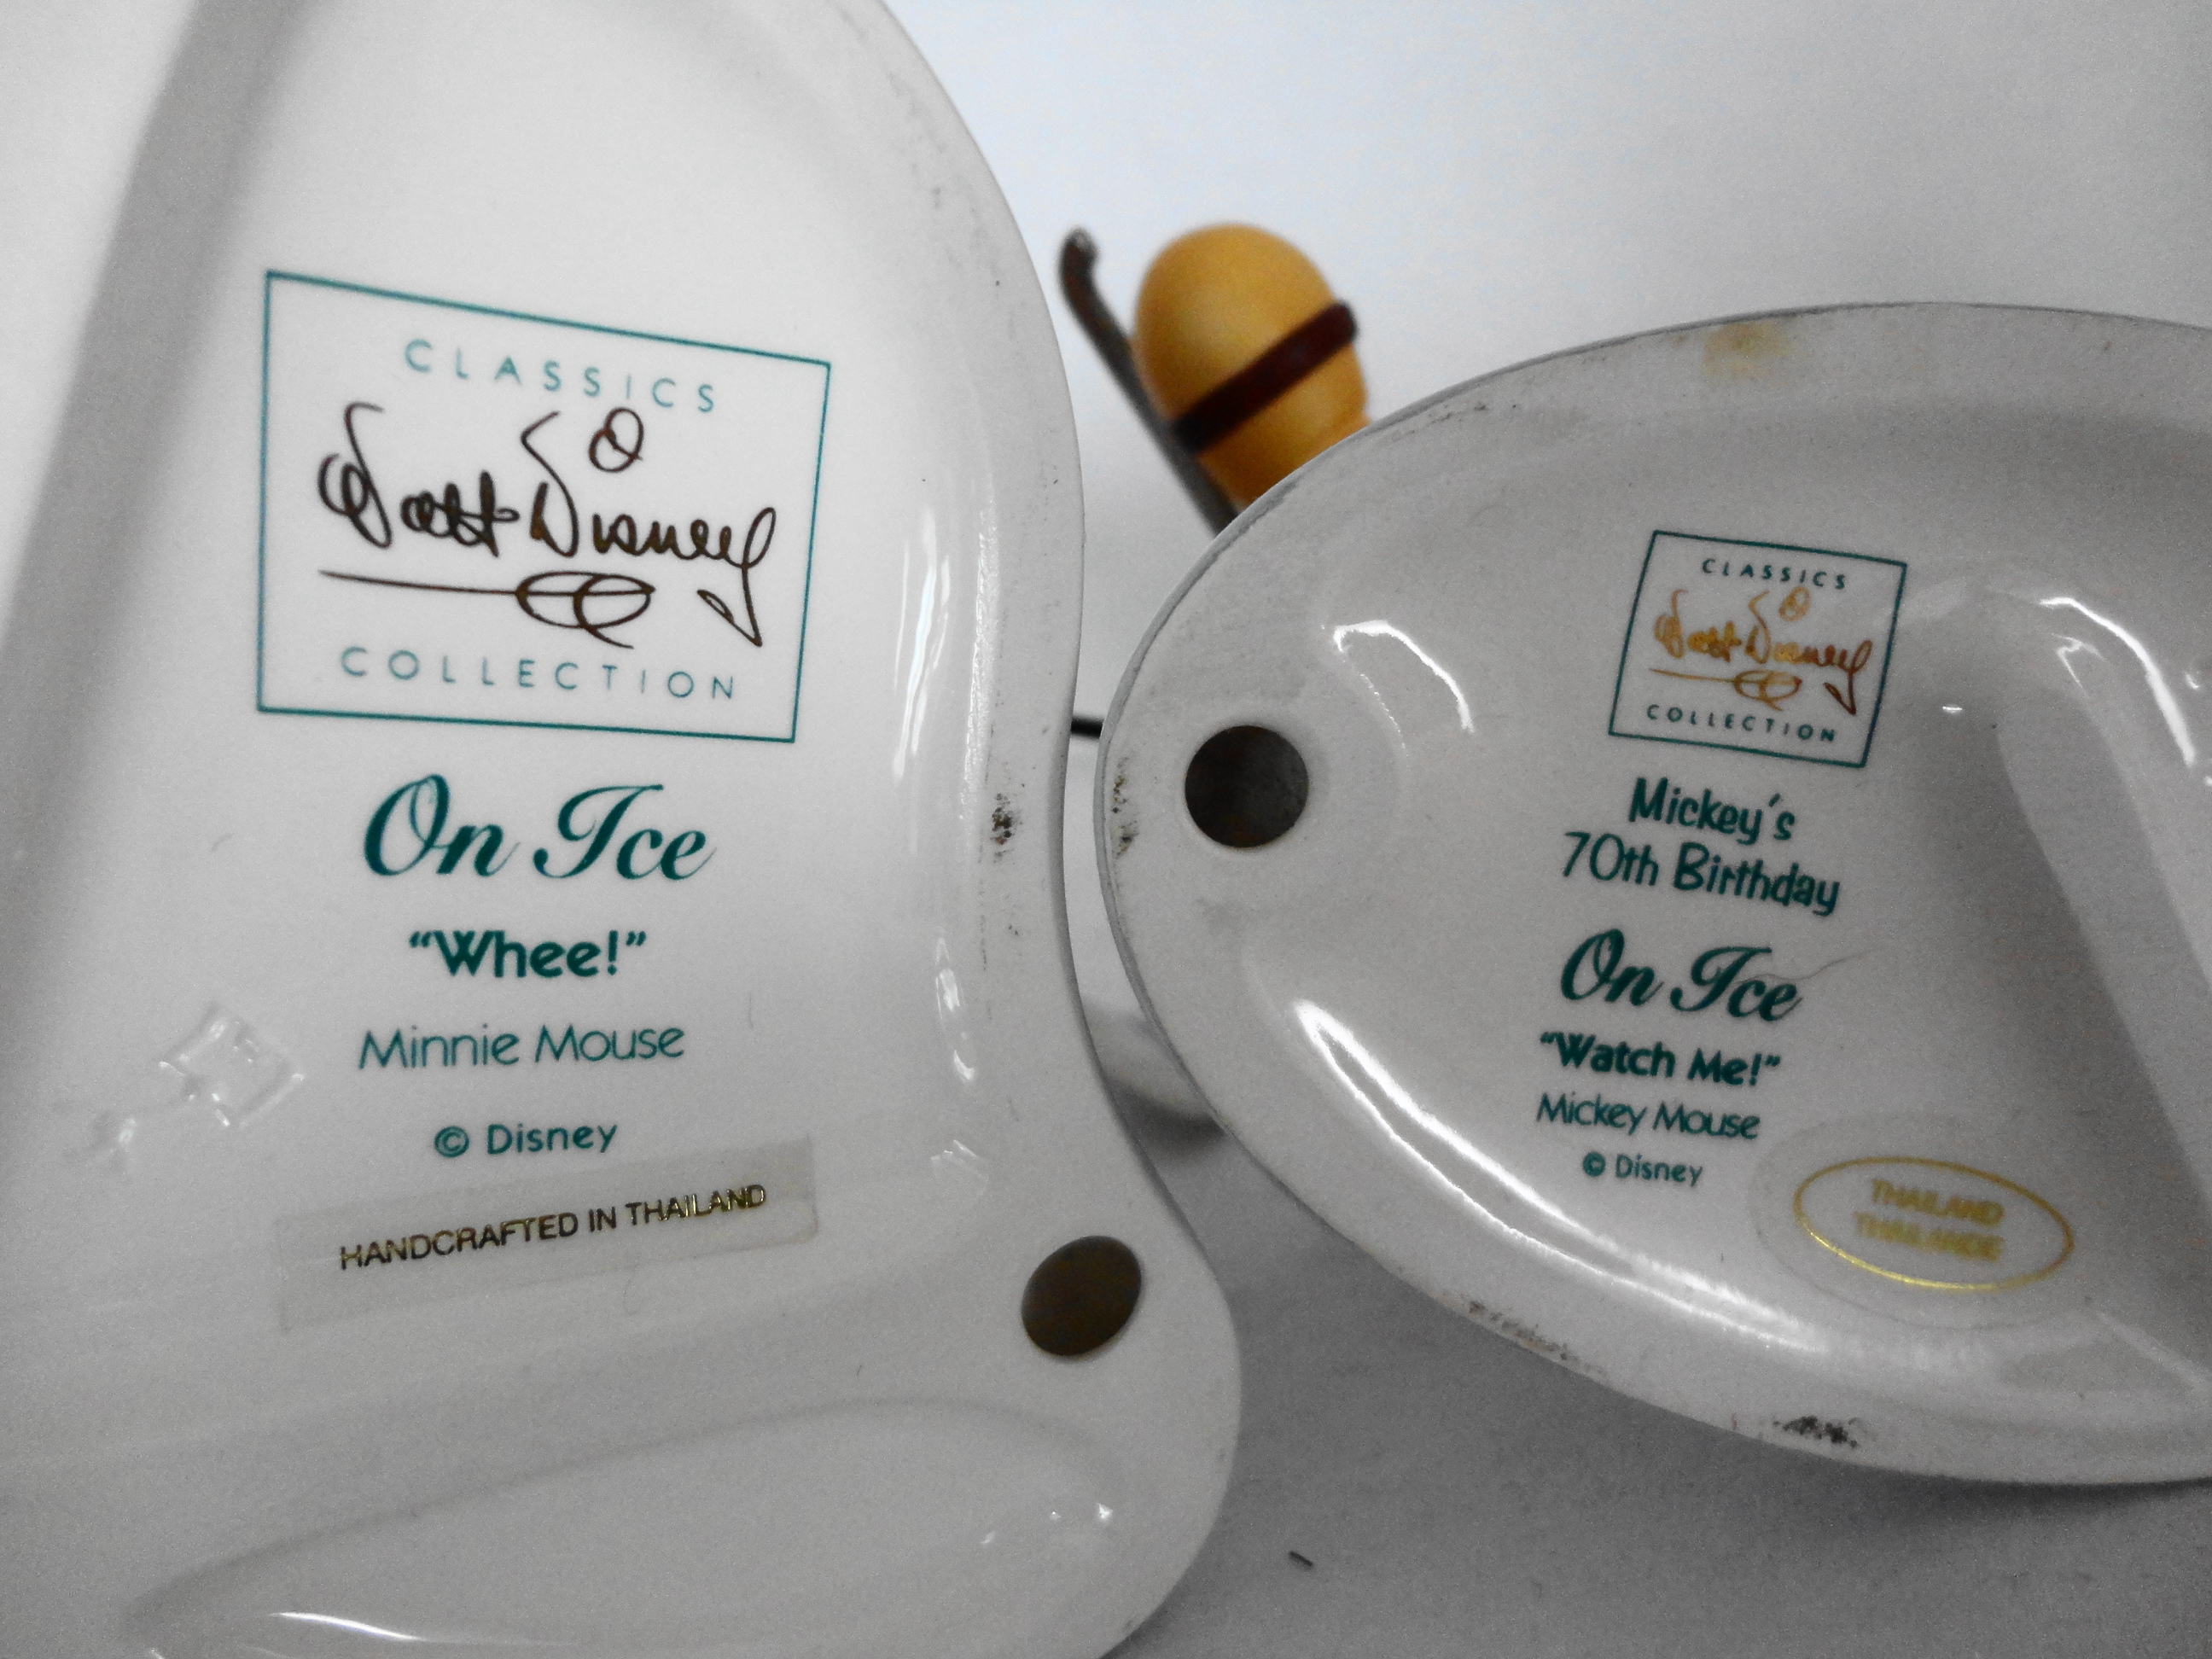 CLASSICS
Walt Disney
COLLECTION
On Ice
"Whee!"
Minnie Mouse
© Disney
HANDCRAFTED IN THAILAND
CLASSICS
Walt Disney
COLLECTION
Mickey's
70th Birthday
On Ice
"Watch Me!"
Mickey Mouse
© Disney
THAILAND
THAILANDE